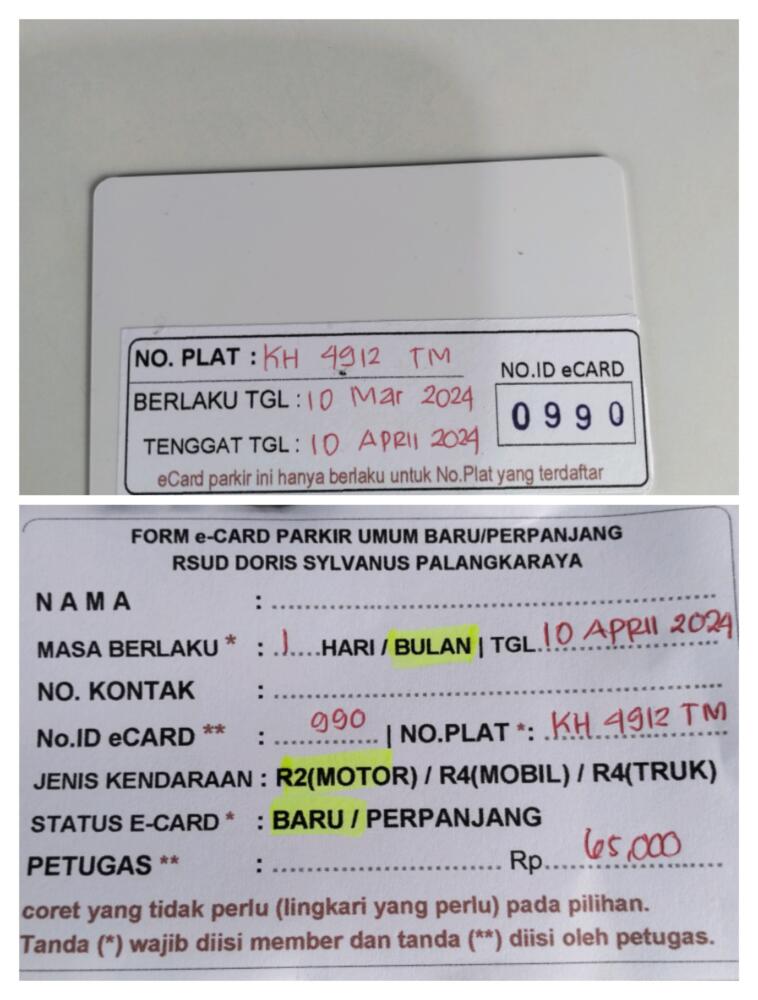 NO. PLAT : KH 4912 TM
BERLAKU TGL : 10 Mar 2024
TENGGAT TGL : 10 APRIl 2024
NO.ID eCARD
0990
eCard parkir ini hanya berlaku untuk No.Plat yang terdaftar
FORM e-CARD PARKIR UMUM BARU/PERPANJANG
RSUD DORIS SYLVANUS PALANGKARAYA
NAMA : ..........
MASA BERLAKU * : .1....HARI / BULAN | TGL.10 APRIl 2024
NO. KONTAK : ..........
No.ID eCARD ** : 990 | NO.PLAT *: KH 4912 TM
JENIS KENDARAAN : R2(MOTOR) / R4(MOBIL) / R4(TRUK)
STATUS E-CARD * : BARU / PERPANJANG
PETUGAS ** : .......... Rp. 65,000
coret yang tidak perlu (lingkari yang perlu) pada pilihan.
Tanda (*) wajib diisi member dan tanda (**) diisi oleh petugas.